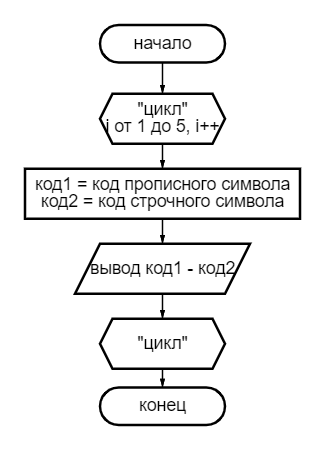 начало
"цикл"
i от 1 до 5, i++
код1 = код прописного символа
код2 = код строчного символа
вывод код1 - код2
"цикл"
конец